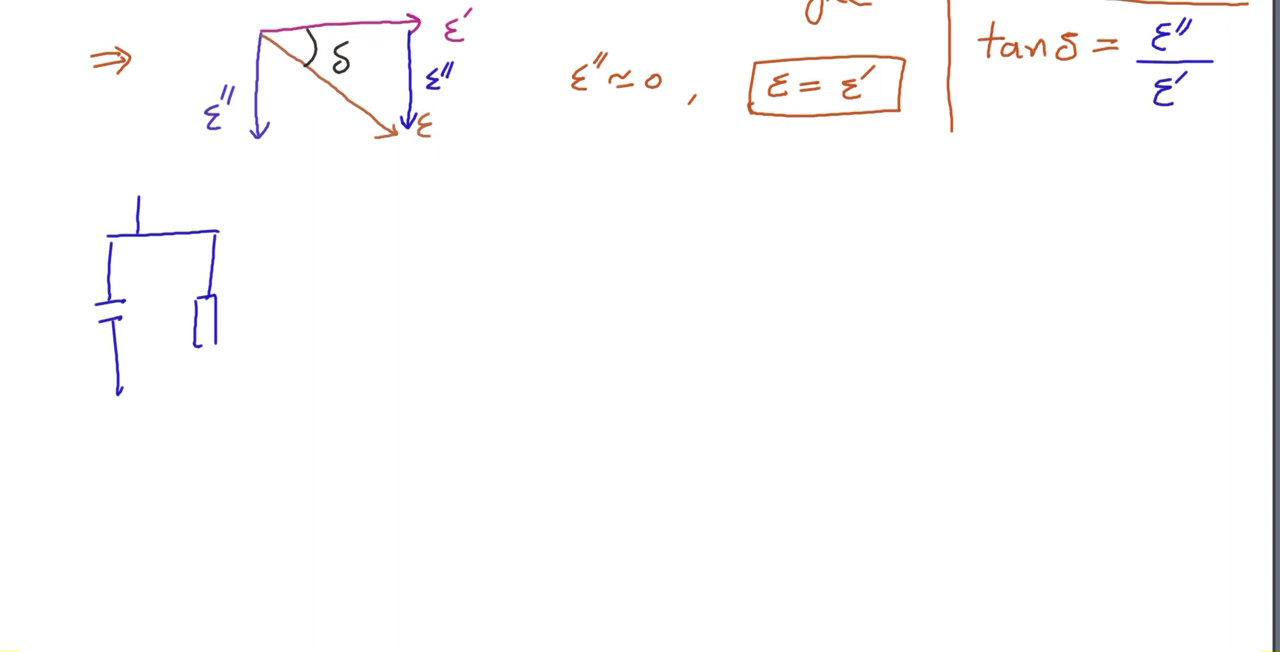 ⇒ ε′ δ ε″ ε″ ε
ε″ ≃ 0 , ε = ε′
tan δ = ε″ / ε′